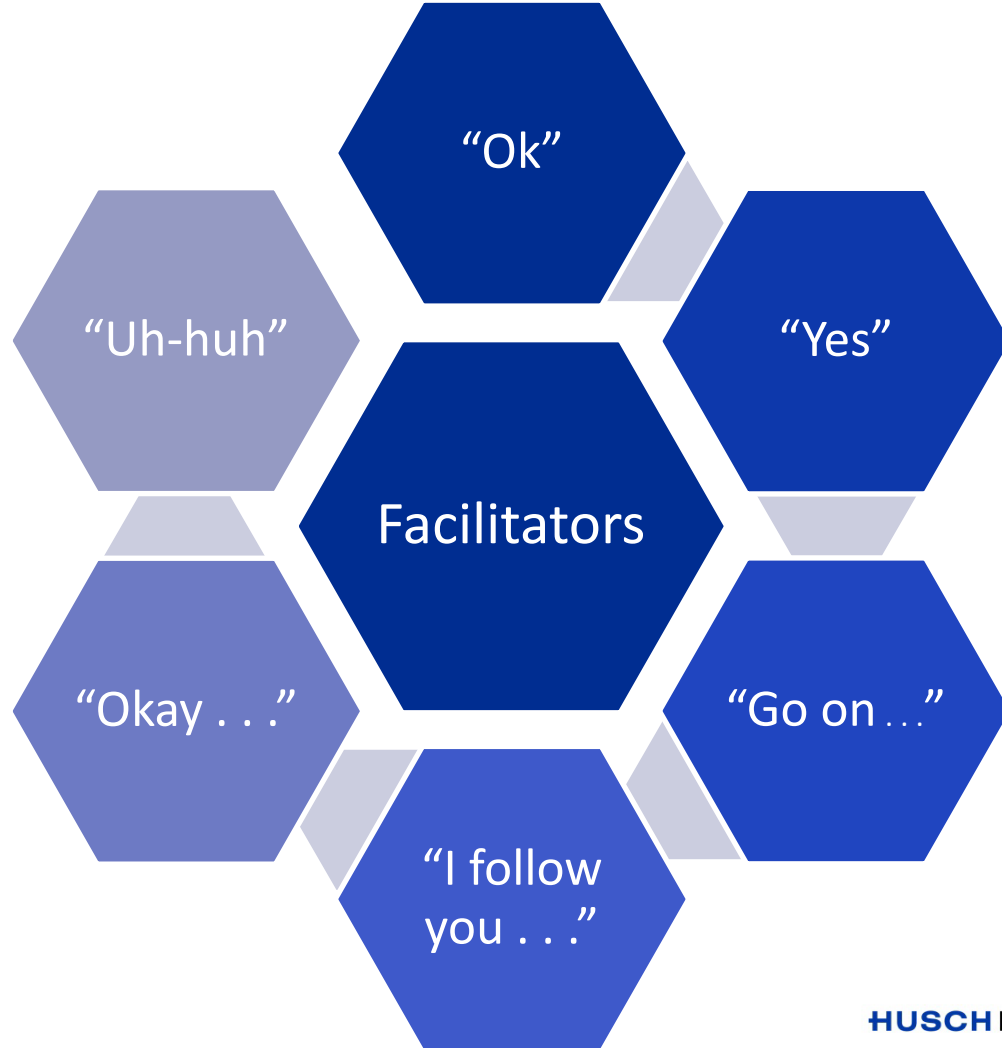 “Ok”
“Uh-huh”
“Yes”
Facilitators
“Okay . . .”
“Go on ...”
“I follow
you . . .”
HUSCH